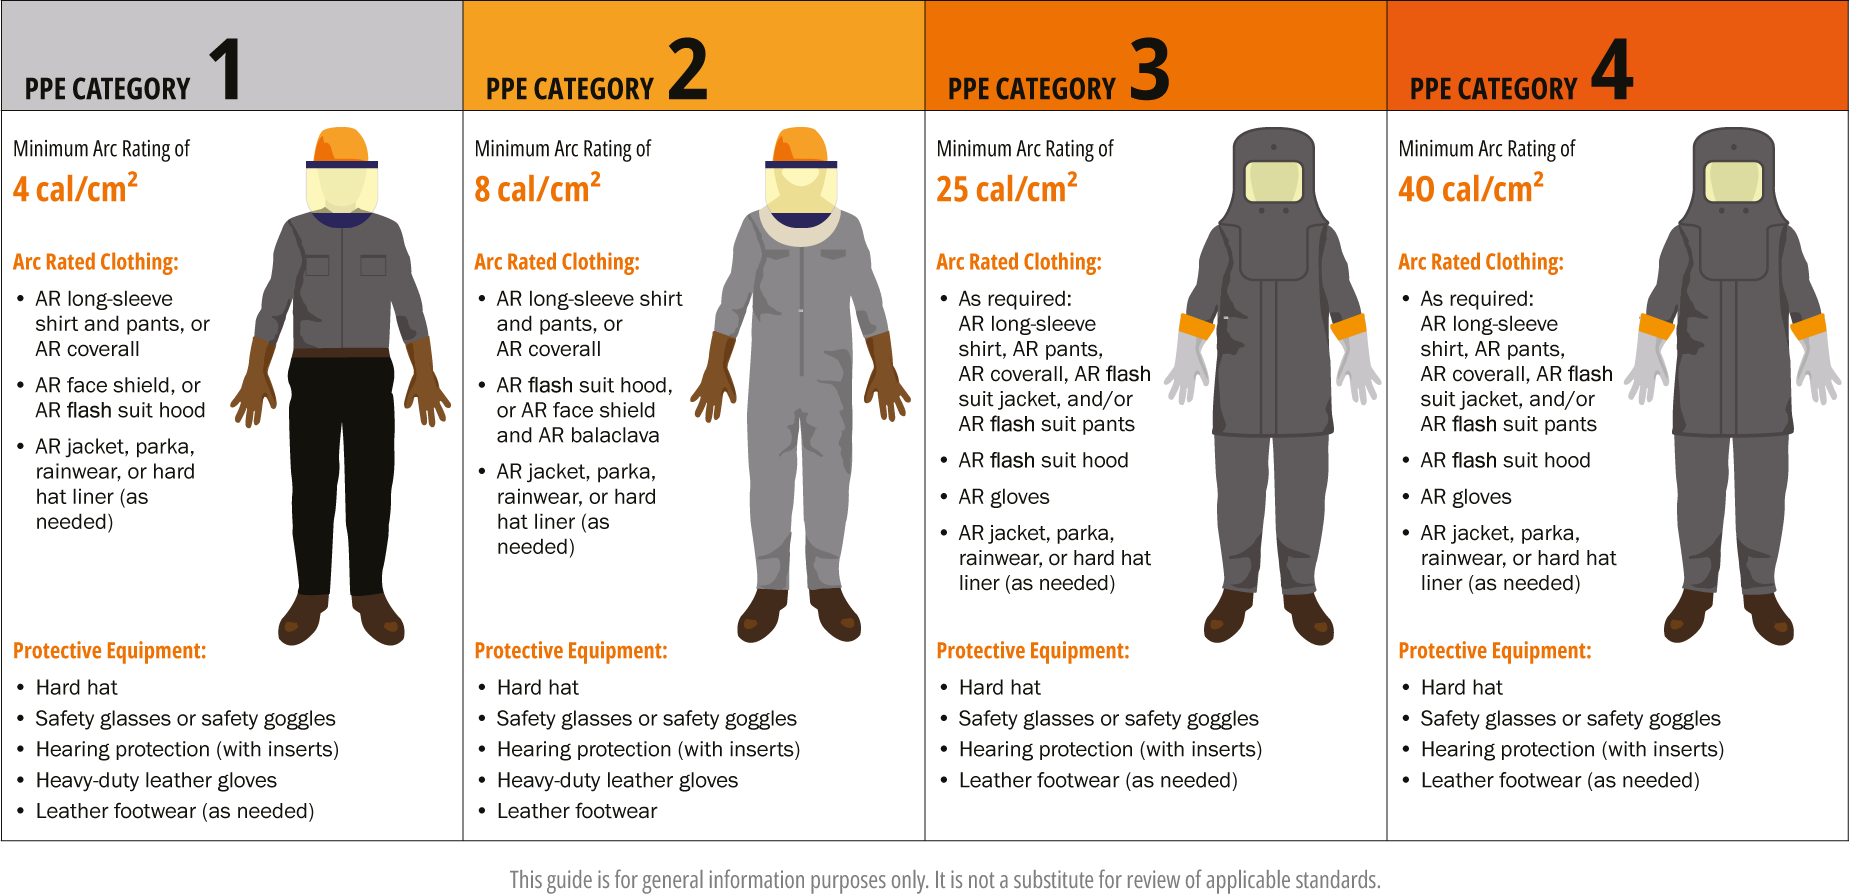 PPE CATEGORY 1
Minimum Arc Rating of
4 cal/cm²
Arc Rated Clothing:
• AR long-sleeve
shirt and pants, or
AR coverall
• AR face shield, or
AR flash suit hood
• AR jacket, parka,
rainwear, or hard
hat liner (as
needed)
Protective Equipment:
• Hard hat
• Safety glasses or safety goggles
• Hearing protection (with inserts)
• Heavy-duty leather gloves
• Leather footwear (as needed)
PPE CATEGORY 2
Minimum Arc Rating of
8 cal/cm²
Arc Rated Clothing:
• AR long-sleeve shirt
and pants, or
AR coverall
• AR flash suit hood,
or AR face shield
and AR balaclava
• AR jacket, parka,
rainwear, or hard
hat liner (as
needed)
Protective Equipment:
• Hard hat
• Safety glasses or safety goggles
• Hearing protection (with inserts)
• Heavy-duty leather gloves
• Leather footwear
PPE CATEGORY 3
Minimum Arc Rating of
25 cal/cm²
Arc Rated Clothing:
• As required:
AR long-sleeve
shirt, AR pants,
AR coverall, AR flash
suit jacket, and/or
AR flash suit pants
• AR flash suit hood
• AR gloves
• AR jacket, parka,
rainwear, or hard hat
liner (as needed)
Protective Equipment:
• Hard hat
• Safety glasses or safety goggles
• Hearing protection (with inserts)
• Leather footwear (as needed)
PPE CATEGORY 4
Minimum Arc Rating of
40 cal/cm²
Arc Rated Clothing:
• As required:
AR long-sleeve
shirt, AR pants,
AR coverall, AR flash
suit jacket, and/or
AR flash suit pants
• AR flash suit hood
• AR gloves
• AR jacket, parka,
rainwear, or hard hat
liner (as needed)
Protective Equipment:
• Hard hat
• Safety glasses or safety goggles
• Hearing protection (with inserts)
• Leather footwear (as needed)
This guide is for general information purposes only. It is not a substitute for review of applicable standards.